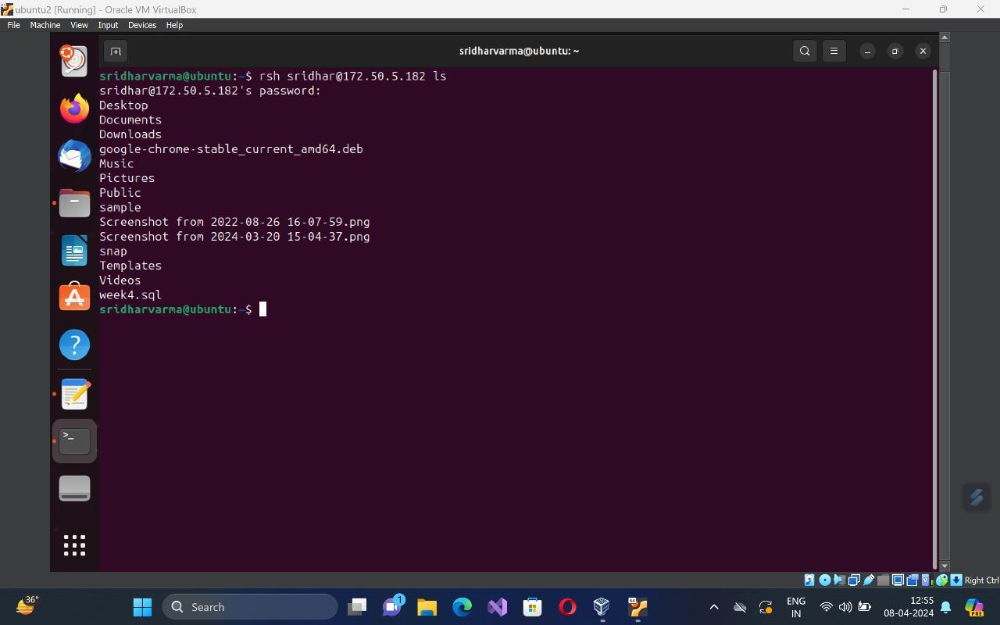 ubuntu2 [Running] - Oracle VM VirtualBox
File Machine View Input Devices Help
sridharvarma@ubuntu: ~
sridharvarma@ubuntu:~$ rsh sridhar@172.50.5.182 ls
sridhar@172.50.5.182's password:
Desktop
Documents
Downloads
google-chrome-stable_current_amd64.deb
Music
Pictures
Public
sample
Screenshot from 2022-08-26 16-07-59.png
Screenshot from 2024-03-20 15-04-37.png
snap
Templates
Videos
week4.sql
sridharvarma@ubuntu:~$
Right Ctrl
36°
Search
1
ENG
IN
12:55
08-04-2024
PRE